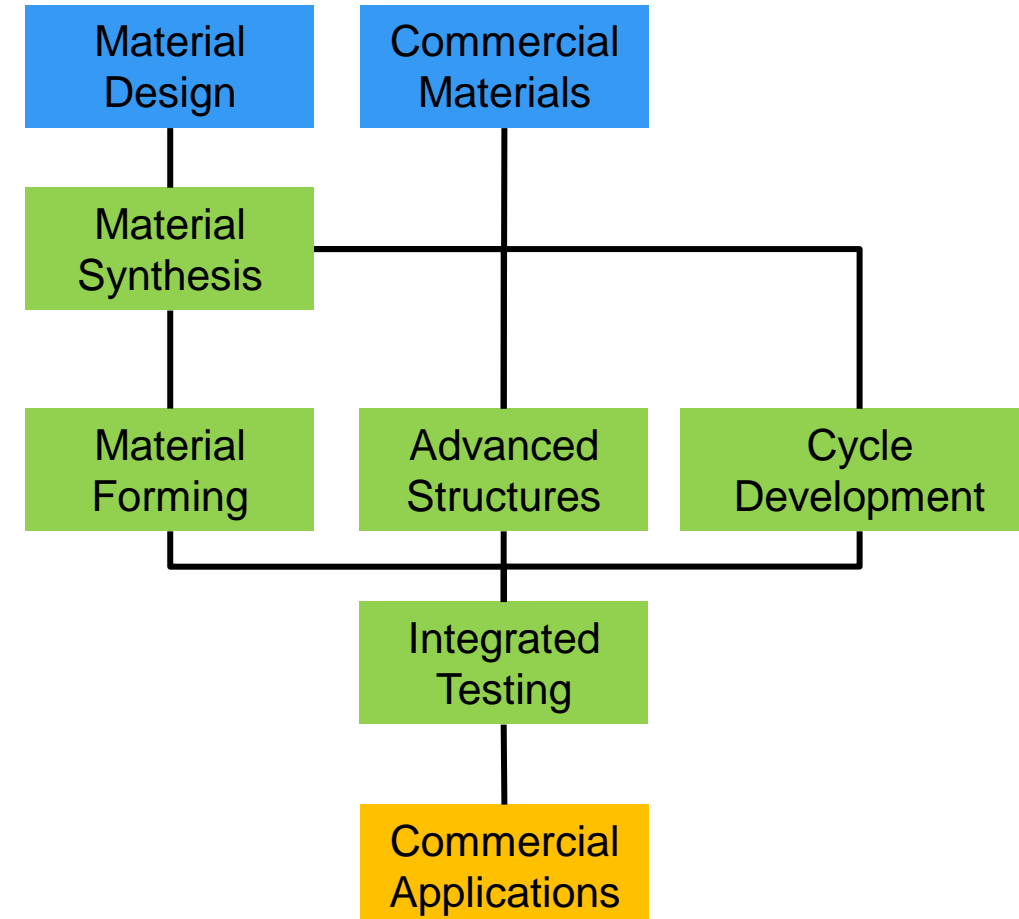 Material
Design
Commercial
Materials
Material
Synthesis
Material
Forming
Advanced
Structures
Cycle
Development
Integrated
Testing
Commercial
Applications